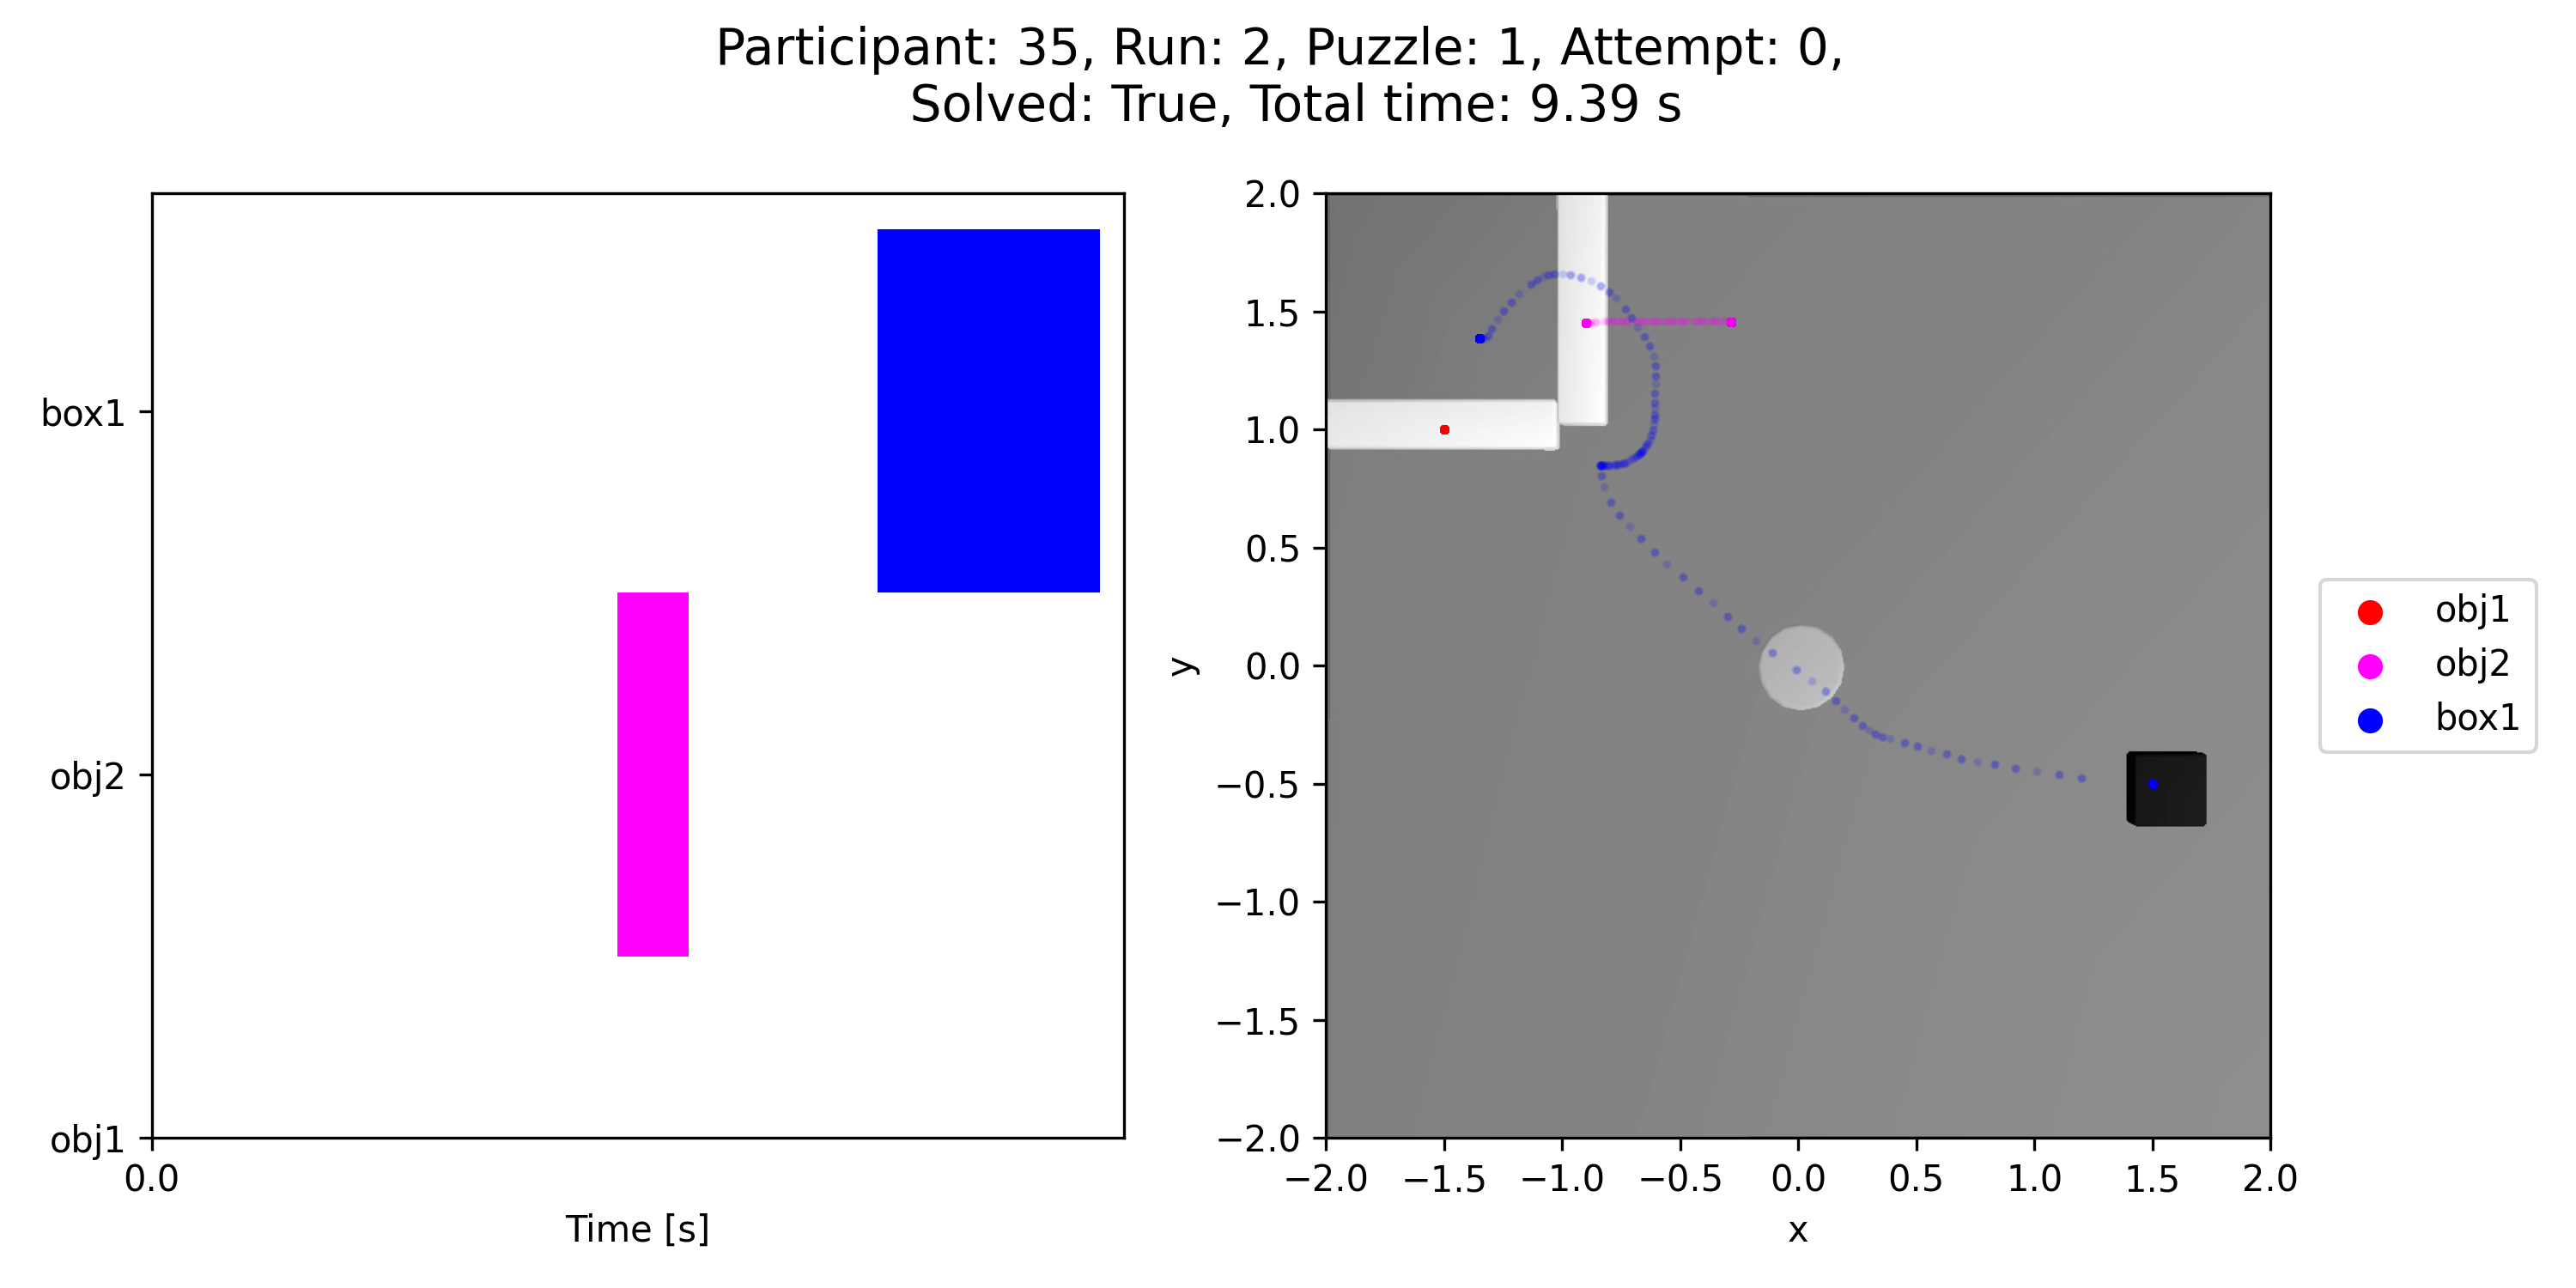 Participant: 35, Run: 2, Puzzle: 1, Attempt: 0,
Solved: True, Total time: 9.39 s
box1
obj2
obj1
0.0
Time [s]
2.0
1.5
1.0
0.5
0.0
−0.5
−1.0
−1.5
−2.0
y
−2.0 −1.5 −1.0 −0.5 0.0 0.5 1.0 1.5 2.0
x
obj1
obj2
box1